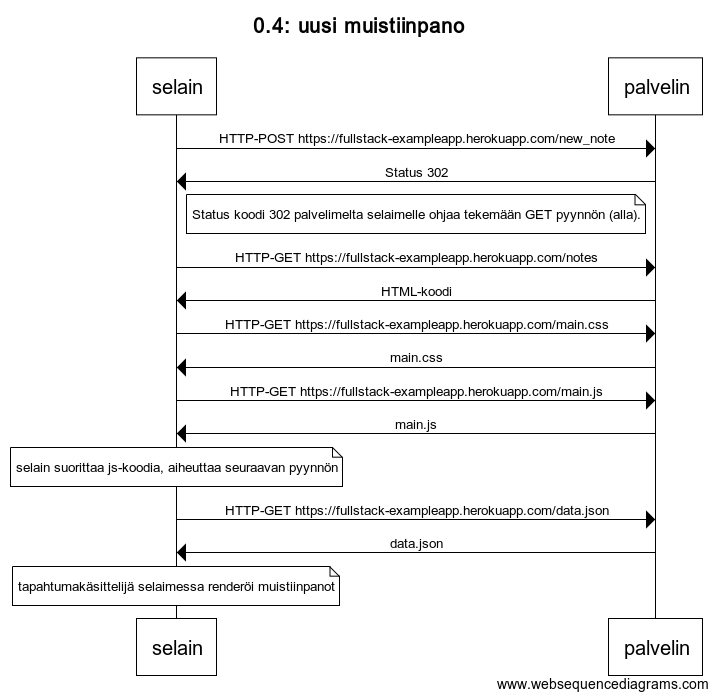 0.4: uusi muistiinpano
selain
palvelin
HTTP-POST https://fullstack-exampleapp.herokuapp.com/new_note
Status 302
Status koodi 302 palvelimelta selaimelle ohjaa tekemään GET pyynnön (alla).
HTTP-GET https://fullstack-exampleapp.herokuapp.com/notes
HTML-koodi
HTTP-GET https://fullstack-exampleapp.herokuapp.com/main.css
main.css
HTTP-GET https://fullstack-exampleapp.herokuapp.com/main.js
main.js
selain suorittaa js-koodia, aiheuttaa seuraavan pyynnön
HTTP-GET https://fullstack-exampleapp.herokuapp.com/data.json
data.json
tapahtumakäsittelijä selaimessa renderöi muistiinpanot
selain
palvelin
www.websequencediagrams.com